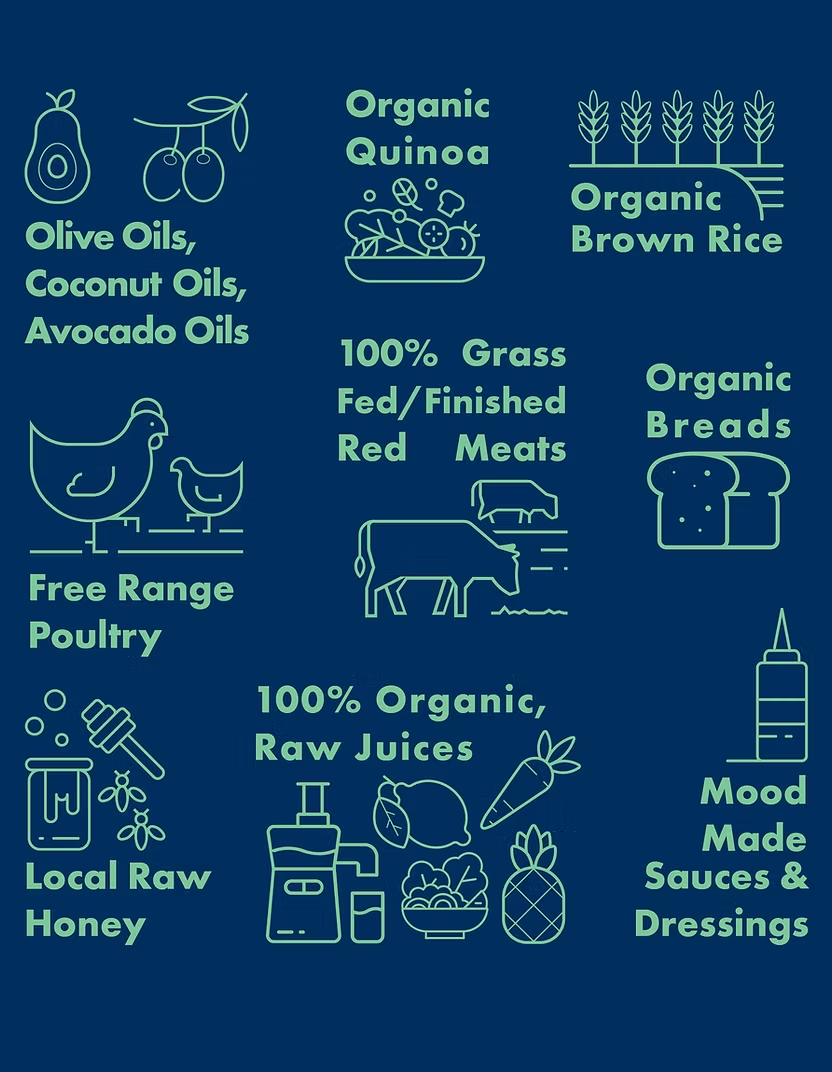 Organic
Quinoa
Organic
Brown Rice
Olive Oils,
Coconut Oils,
Avocado Oils
100% Grass
Fed/Finished
Red Meats
Organic
Breads
Free Range
Poultry
100% Organic,
Raw Juices
Mood
Made
Sauces &
Dressings
Local Raw
Honey